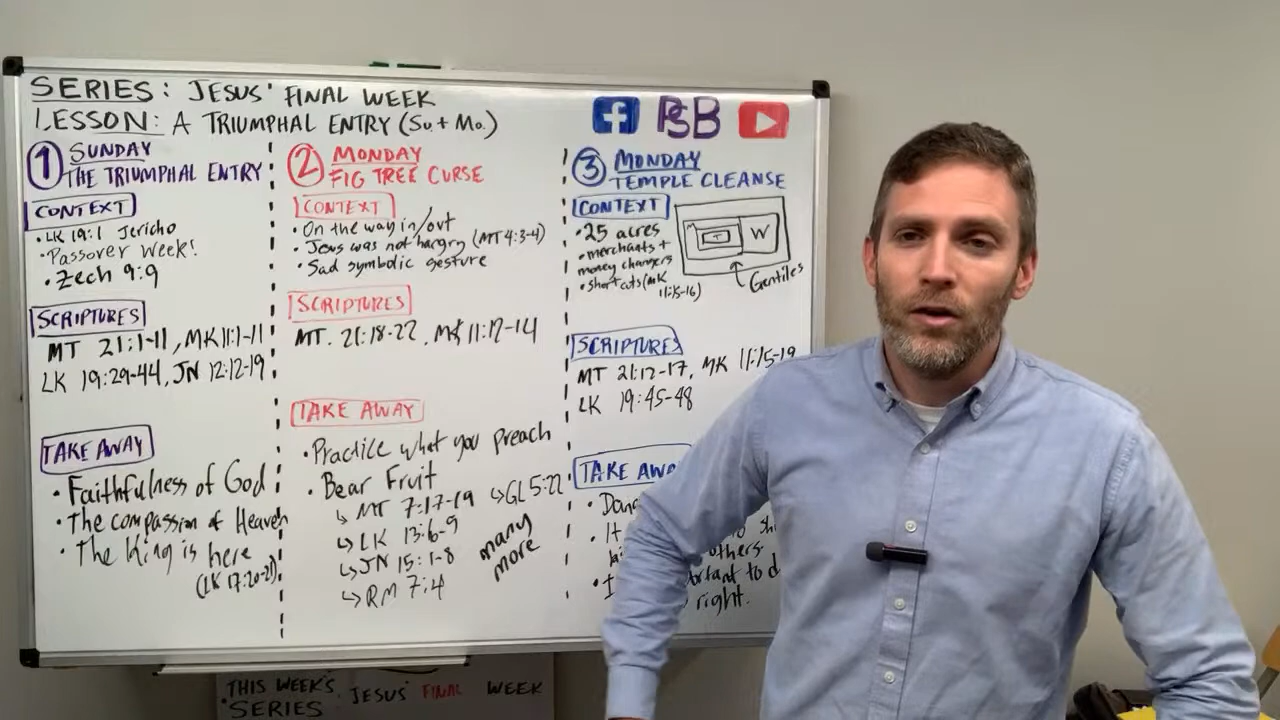 SERIES: JESUS' FINAL WEEK
LESSON: A TRIUMPHAL ENTRY (Su. + Mo.)
f PSB
1 SUNDAY
THE TRIUMPHAL ENTRY
CONTEXT
• LK 19:1 Jericho
• Passover Week!
• Zech 9:9
SCRIPTURES
MT 21:1-11, MK 11:1-11
LK 19:29-44, JN 12:12-19
TAKE AWAY
• Faithfulness of God
• The compassion of Heaven
• The King is here
(LK 17:20-21)
2 MONDAY
FIG TREE CURSE
CONTEXT
• On the way in/out
• Jesus was not hangry (MT 4:3-4)
• Sad symbolic gesture
SCRIPTURES
MT. 21:18-22, MK 11:12-14
TAKE AWAY
• Practice what you preach
• Bear Fruit
↳ MT 7:17-19 ↳ GL 5:22
↳ LK 13:6-9
↳ JN 15:1-8
↳ RM 7:4
many
more
3 MONDAY
TEMPLE CLEANSE
CONTEXT
• 25 acres
• merchants +
money changers
• shortcuts (MK
11:15-16)
W
Gentiles
SCRIPTURES
MT 21:12-17, MK 11:15-19
LK 19:45-48
TAKE AWA
• It
others
• I rtant to d
right.
THIS WEEK'S JESUS' FINAL WEEK
SERIES